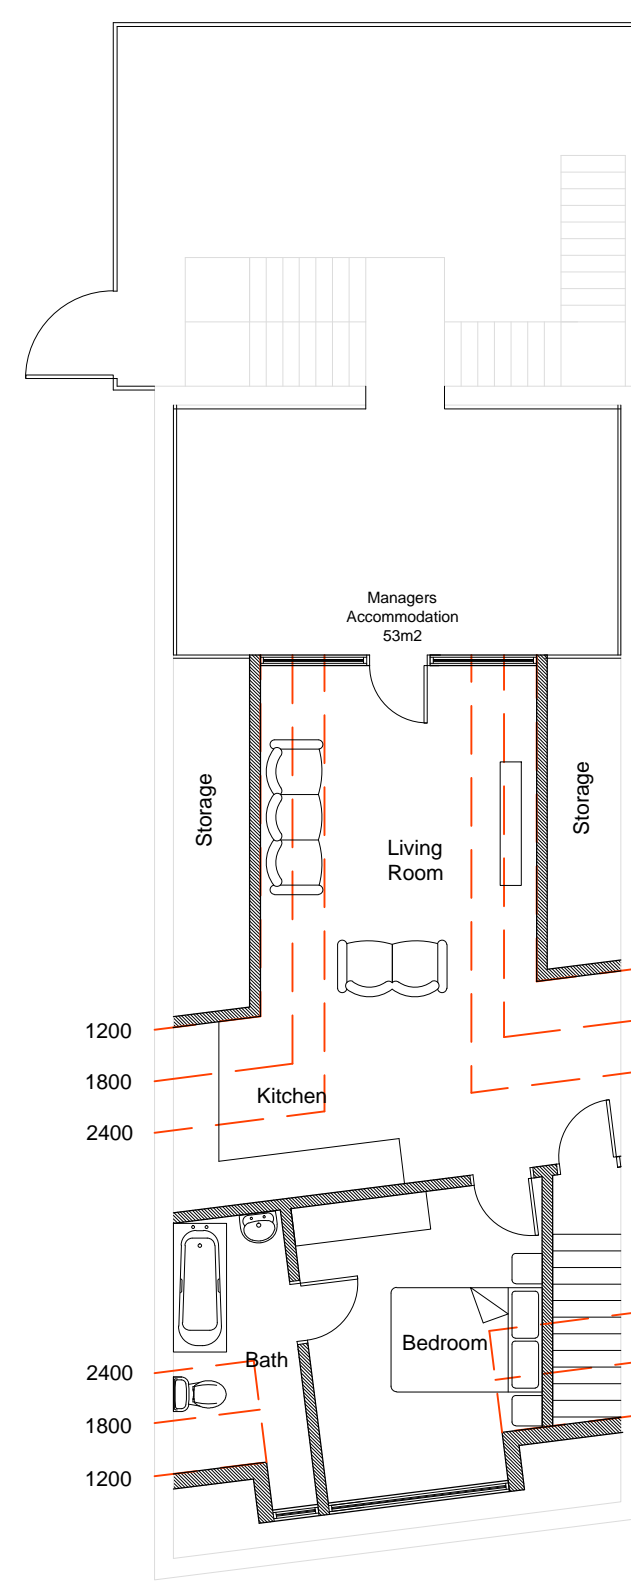 Managers
Accommodation
53m2
Storage
Storage
Living
Room
1200
1800
Kitchen
2400
Bedroom
Bath
2400
1800
1200